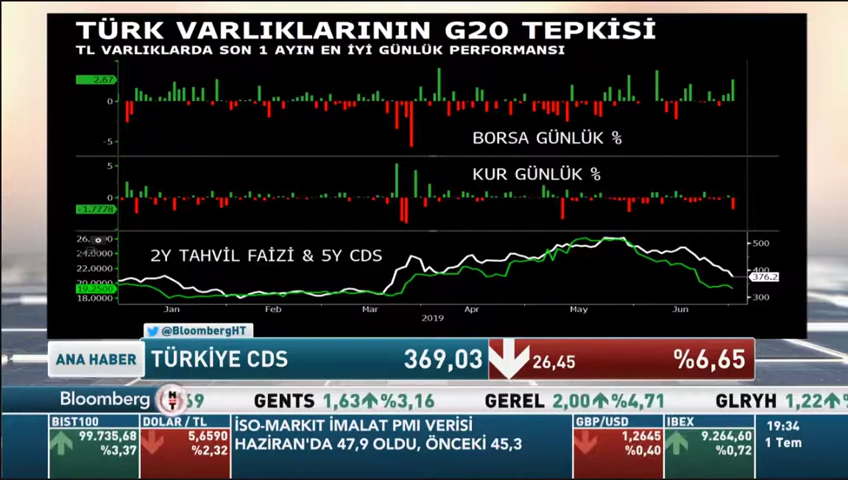 TÜRK VARLIKLARININ G20 TEPKİSİ
TL VARLIKLARDA SON 1 AYIN EN İYİ GÜNLÜK PERFORMANSI
2.67
0
-5
BORSA GÜNLÜK %
5
KUR GÜNLÜK %
0
-1.7778
2Y TAHVİL FAİZİ & 5Y CDS
24.0000
22.0000
20.0000
19.2500
18.0000
500
400
376.2
300
Jan Feb Mar Apr May Jun
2019
@BloombergHT
ANA HABER
TÜRKİYE CDS 369,03 26,45 %6,65
Bloomberg HT
69 GENTS 1,63 %3,16 GEREL 2,00 %4,71 GLRYH 1,22 %
BIST100
99.735,68
%3,37
DOLAR / TL
5,6590
%2,32
İSO-MARKIT İMALAT PMI VERİSİ
HAZİRAN'DA 47,9 OLDU, ÖNCEKİ 45,3
GBP/USD
1,2645
%0,40
IBEX
9.264,60
%0,72
19:34
1 Tem